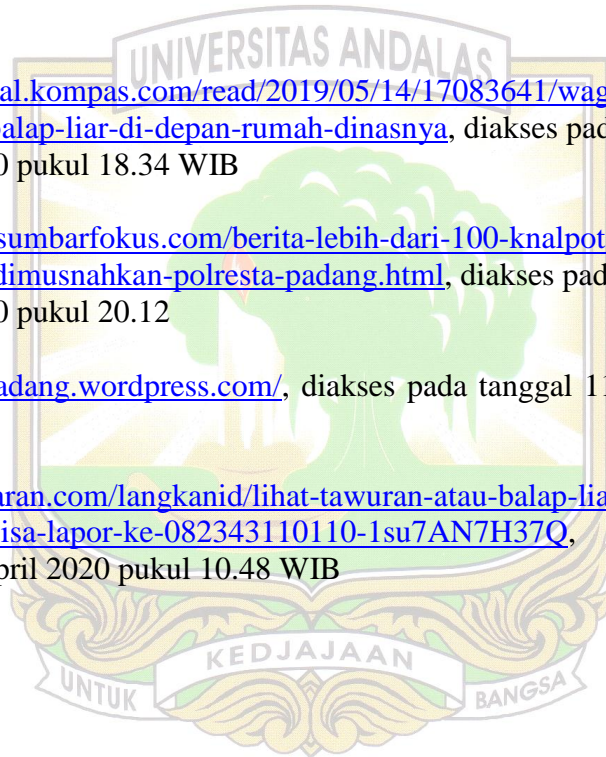 UNIVERSITAS ANDALAS
al.kompas.com/read/2019/05/14/17083641/wag
balap-liar-di-depan-rumah-dinasnya, diakses pad
0 pukul 18.34 WIB
sumbarfokus.com/berita-lebih-dari-100-knalpot
dimusnahkan-polresta-padang.html, diakses pad
0 pukul 20.12
adang.wordpress.com/, diakses pada tanggal 11
aran.com/langkanid/lihat-tawuran-atau-balap-lia
isa-lapor-ke-082343110110-1su7AN7H37Q,
pril 2020 pukul 10.48 WIB
KEDJAJAAN
UNTUK BANGSA